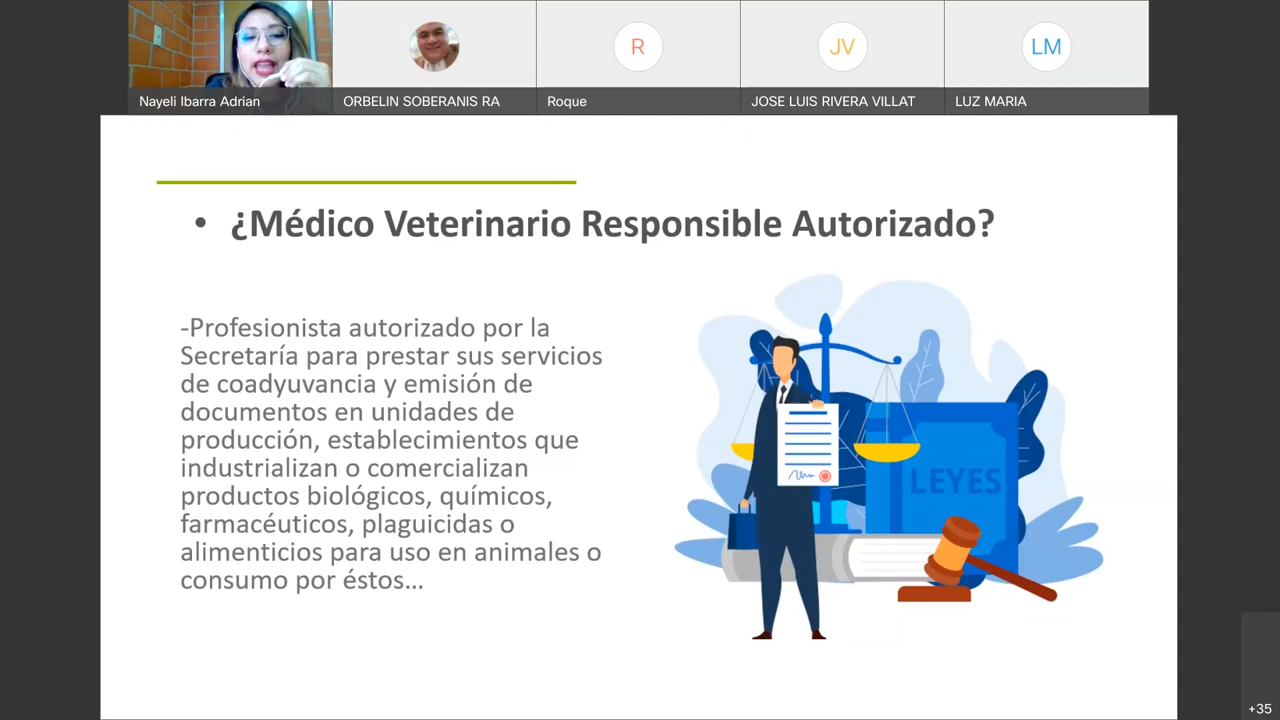 Nayeli Ibarra Adrian
ORBELIN SOBERANIS RA
R
Roque
JV
JOSE LUIS RIVERA VILLAT
LM
LUZ MARIA
• ¿Médico Veterinario Responsible Autorizado?
-Profesionista autorizado por la
Secretaría para prestar sus servicios
de coadyuvancia y emisión de
documentos en unidades de
producción, establecimientos que
industrializan o comercializan
productos biológicos, químicos,
farmacéuticos, plaguicidas o
alimenticios para uso en animales o
consumo por éstos...
LEYES
+35